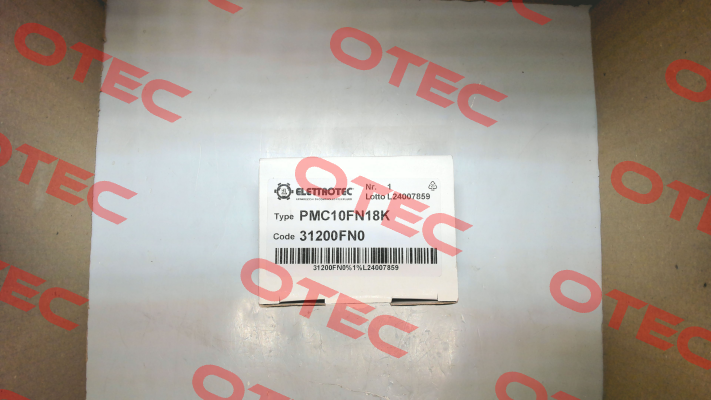 ELETTROTEC
Nr. 1
Lotto L24007859
Type PMC10FN18K
Code 31200FN0
31200FN0%1%L24007859
OTEC
OTEC
OTEC
OTEC
OTEC
OTEC
OTEC
OTEC
OTEC